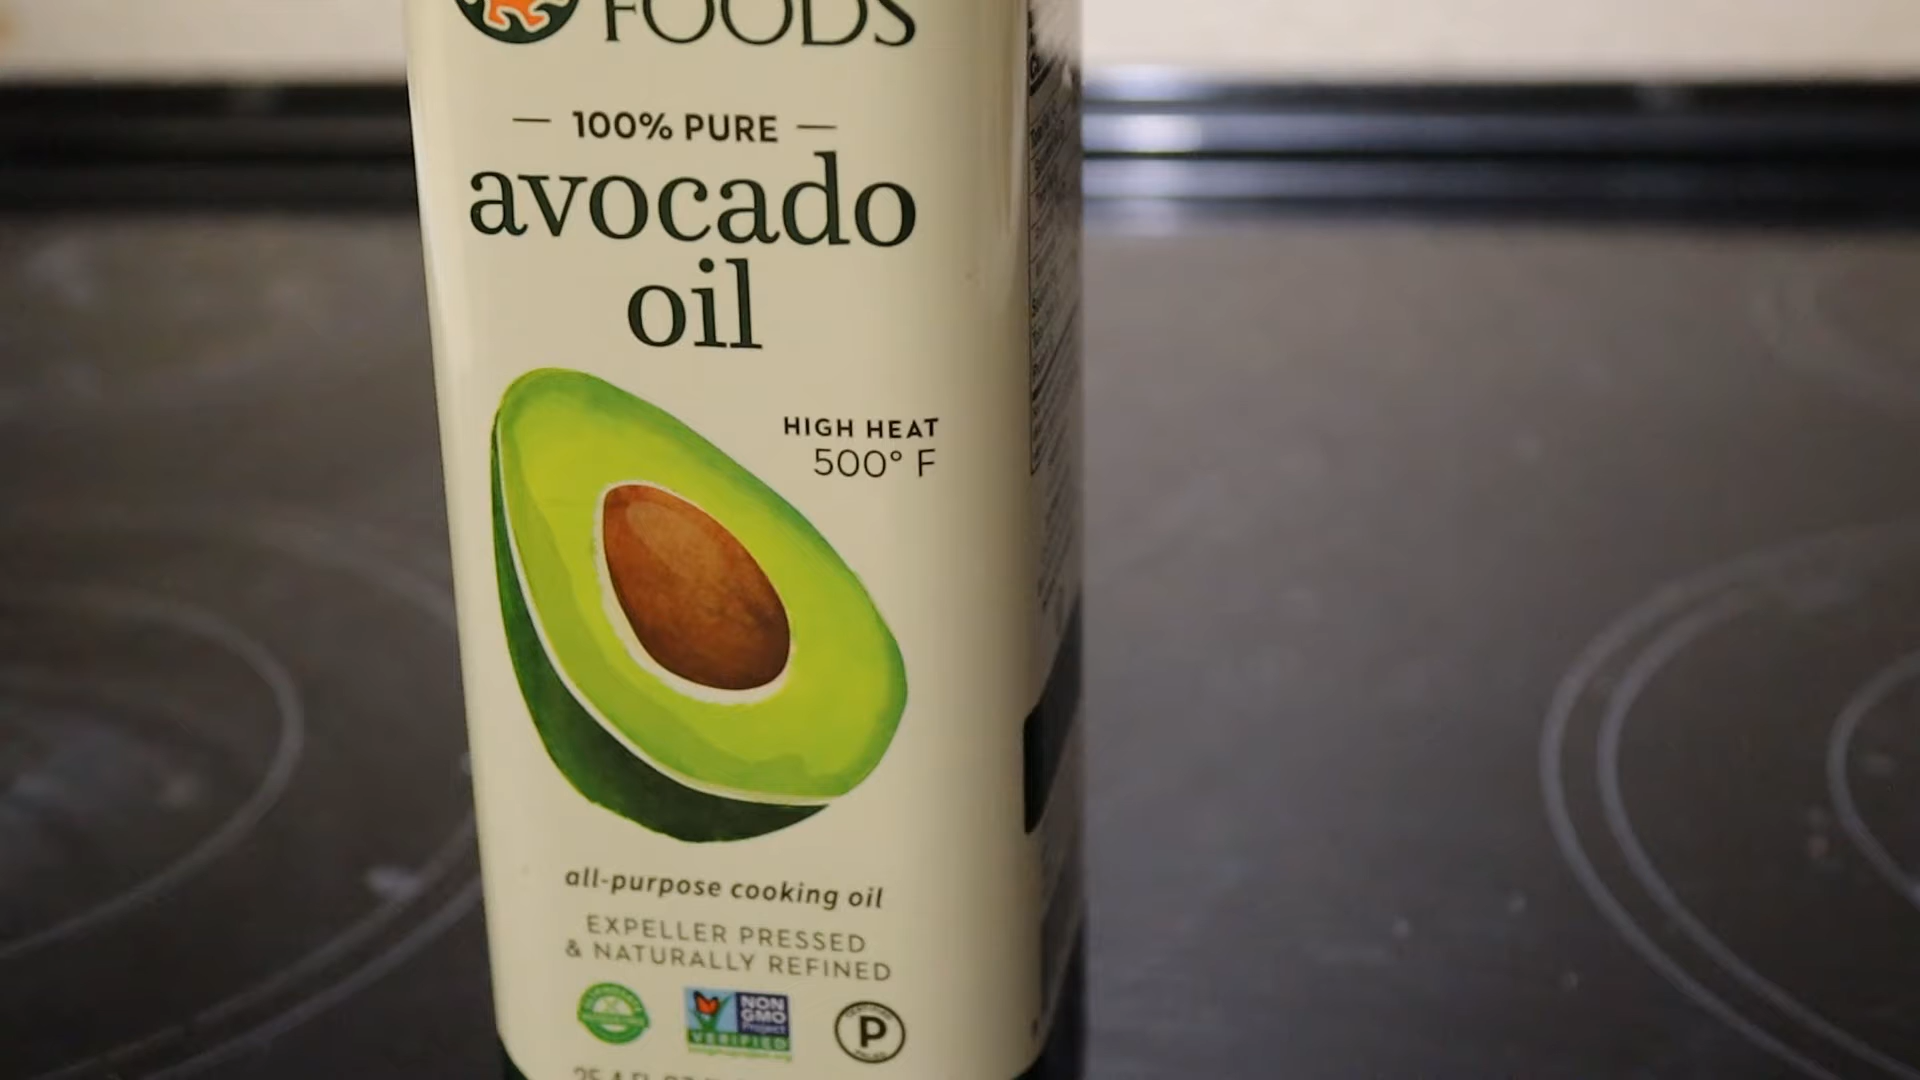 FOODS
100% PURE
avocado
oil
HIGH HEAT
500° F
all-purpose cooking oil
EXPELLER PRESSED
& NATURALLY REFINED
NON
GMO
Project
VERIFIED
P